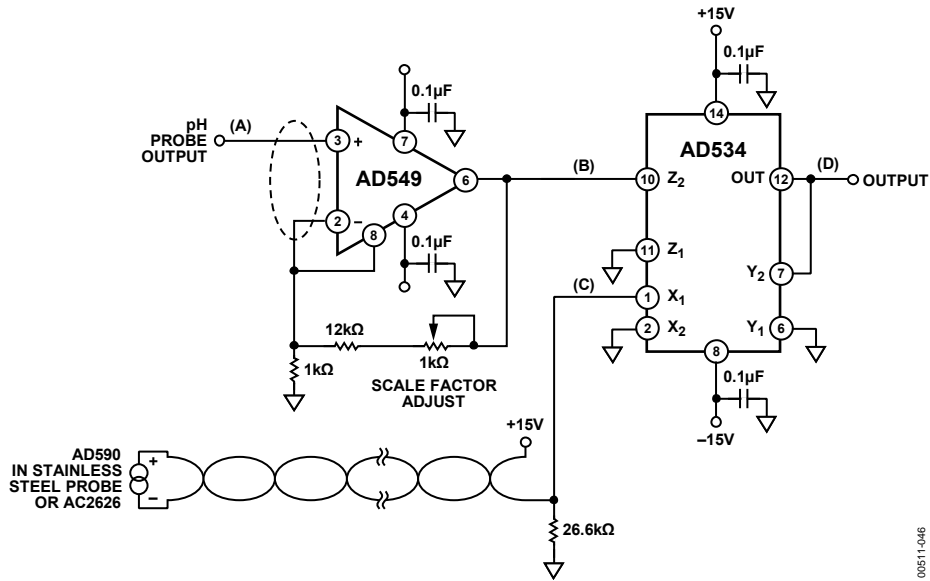 +15V
0.1µF
14
AD534
pH
PROBE
OUTPUT
(A)
3
+
0.1µF
7
AD549
6
(B)
10
Z2
OUT
12
(D)
OUTPUT
2
–
8
4
0.1µF
11
Z1
Y2
7
(C)
1
X1
2
X2
Y1
6
12kΩ
1kΩ
1kΩ
SCALE FACTOR
ADJUST
8
0.1µF
–15V
+15V
AD590
IN STAINLESS
STEEL PROBE
OR AC2626
+
–
26.6kΩ
00511-046